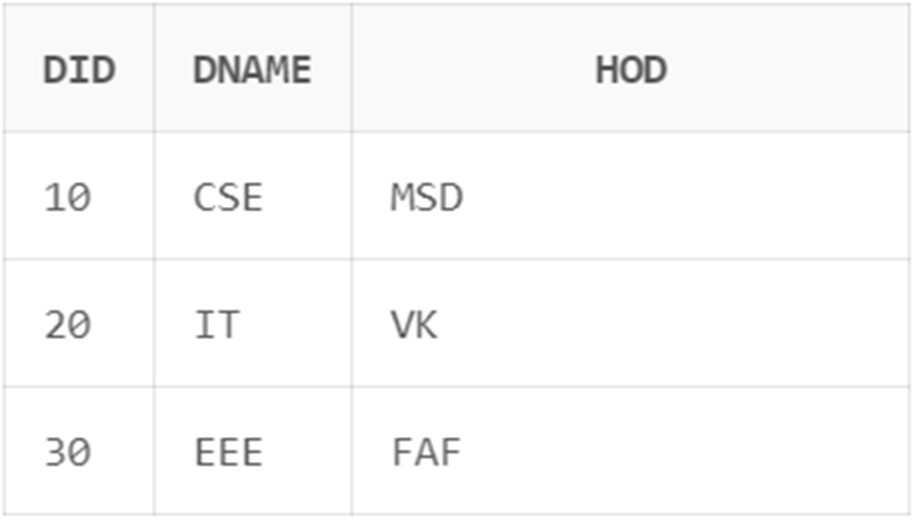 DID DNAME HOD
10 CSE MSD
20 IT VK
30 EEE FAF